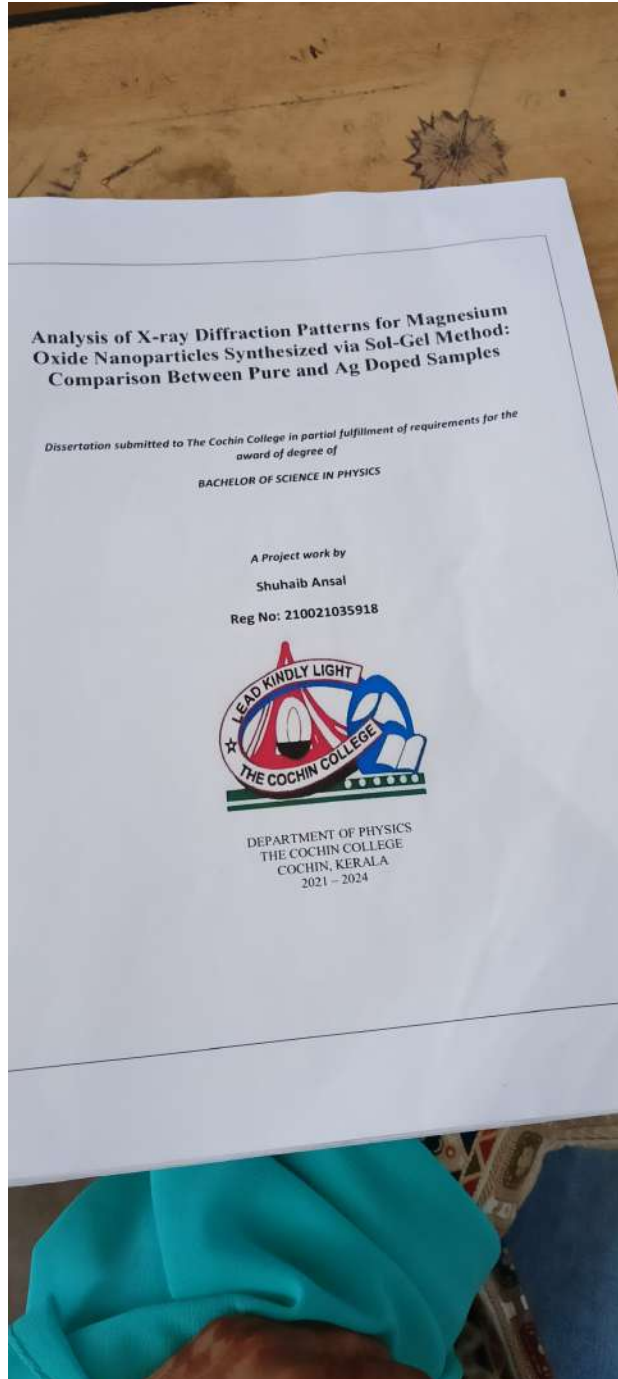 Analysis of X-ray Diffraction Patterns for Magnesium
Oxide Nanoparticles Synthesized via Sol-Gel Method:
Comparison Between Pure and Ag Doped Samples
Dissertation submitted to The Cochin College in partial fulfillment of requirements for the
award of degree of
BACHELOR OF SCIENCE IN PHYSICS
A Project work by
Shuhaib Ansal
Reg No: 210021035918
LEAD KINDLY LIGHT
THE COCHIN COLLEGE
DEPARTMENT OF PHYSICS
THE COCHIN COLLEGE
COCHIN, KERALA
2021 – 2024